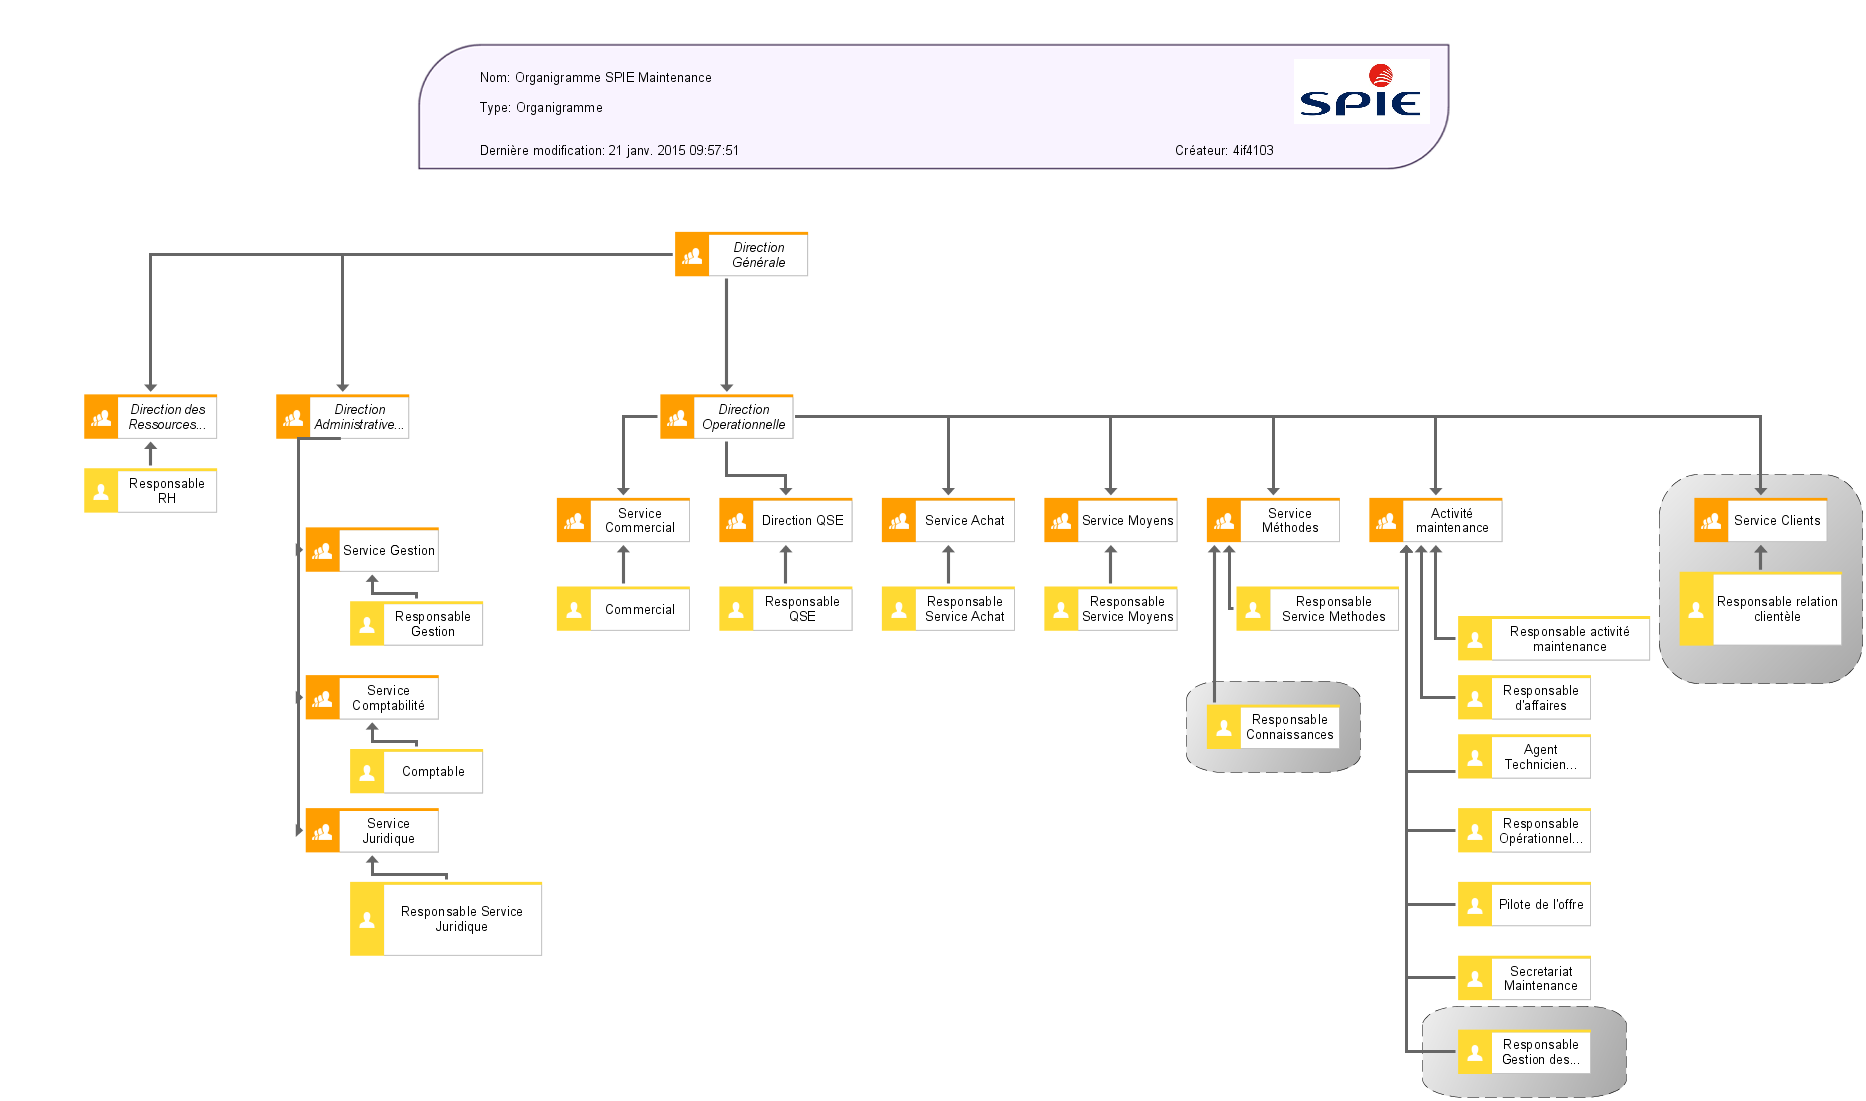 Nom: Organigramme SPIE Maintenance
Type: Organigramme
Dernière modification: 21 janv. 2015 09:57:51
Créateur: 4if4103
SPIE
Direction
Générale
Direction des
Ressources...
Direction
Administrative...
Direction
Operationnelle
Responsable
RH
Service
Commercial
Direction QSE
Service Achat
Service Moyens
Service
Méthodes
Activité
maintenance
Service Clients
Service Gestion
Responsable
Gestion
Commercial
Responsable
QSE
Responsable
Service Achat
Responsable
Service Moyens
Responsable
Service Methodes
Responsable relation
clientèle
Responsable activité
maintenance
Service
Comptabilité
Responsable
d'affaires
Responsable
Connaissances
Comptable
Agent
Technicien...
Service
Juridique
Responsable
Opérationnel...
Responsable Service
Juridique
Pilote de l'offre
Secretariat
Maintenance
Responsable
Gestion des...